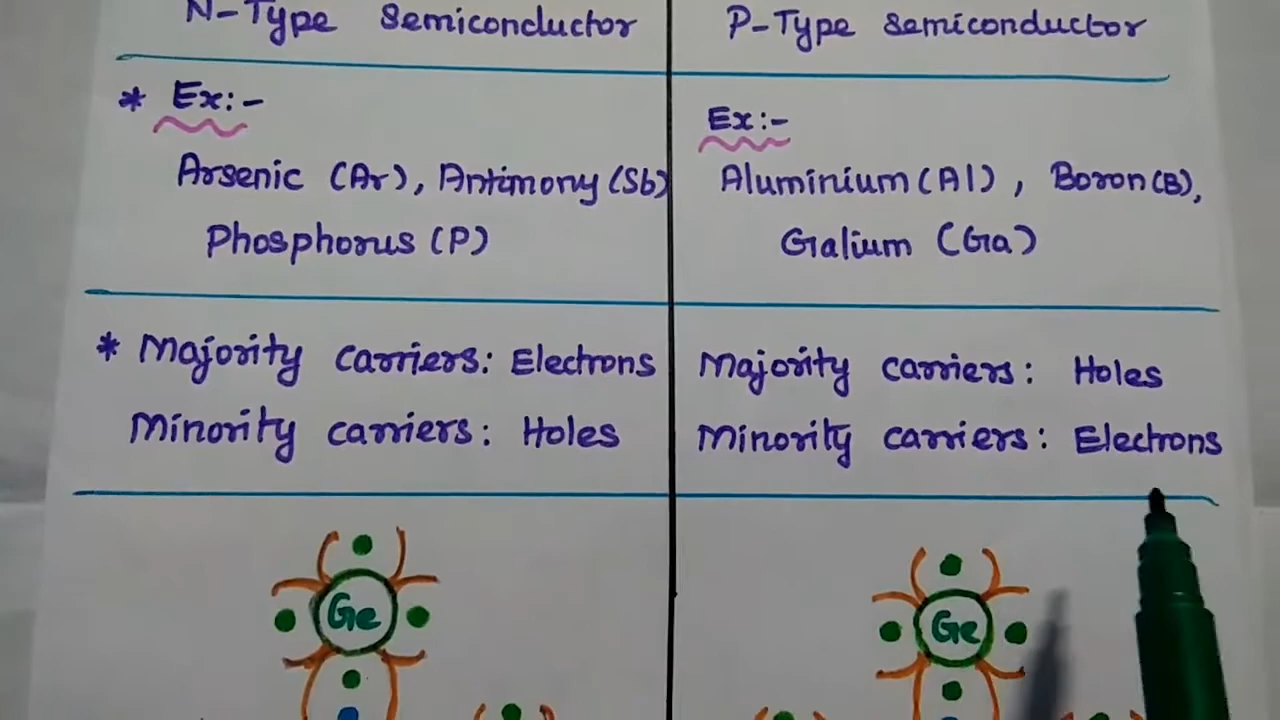 N-Type Semiconductor
P-Type Semiconductor
* Ex:-
Arsenic (Ar), Antimony (Sb)
Phosphorus (P)
Ex:-
Aluminium (Al), Boron (B),
Galium (Ga)
* Majority carriers: Electrons
Minority carriers: Holes
Majority carriers: Holes
Minority carriers: Electrons
Ge
Ge